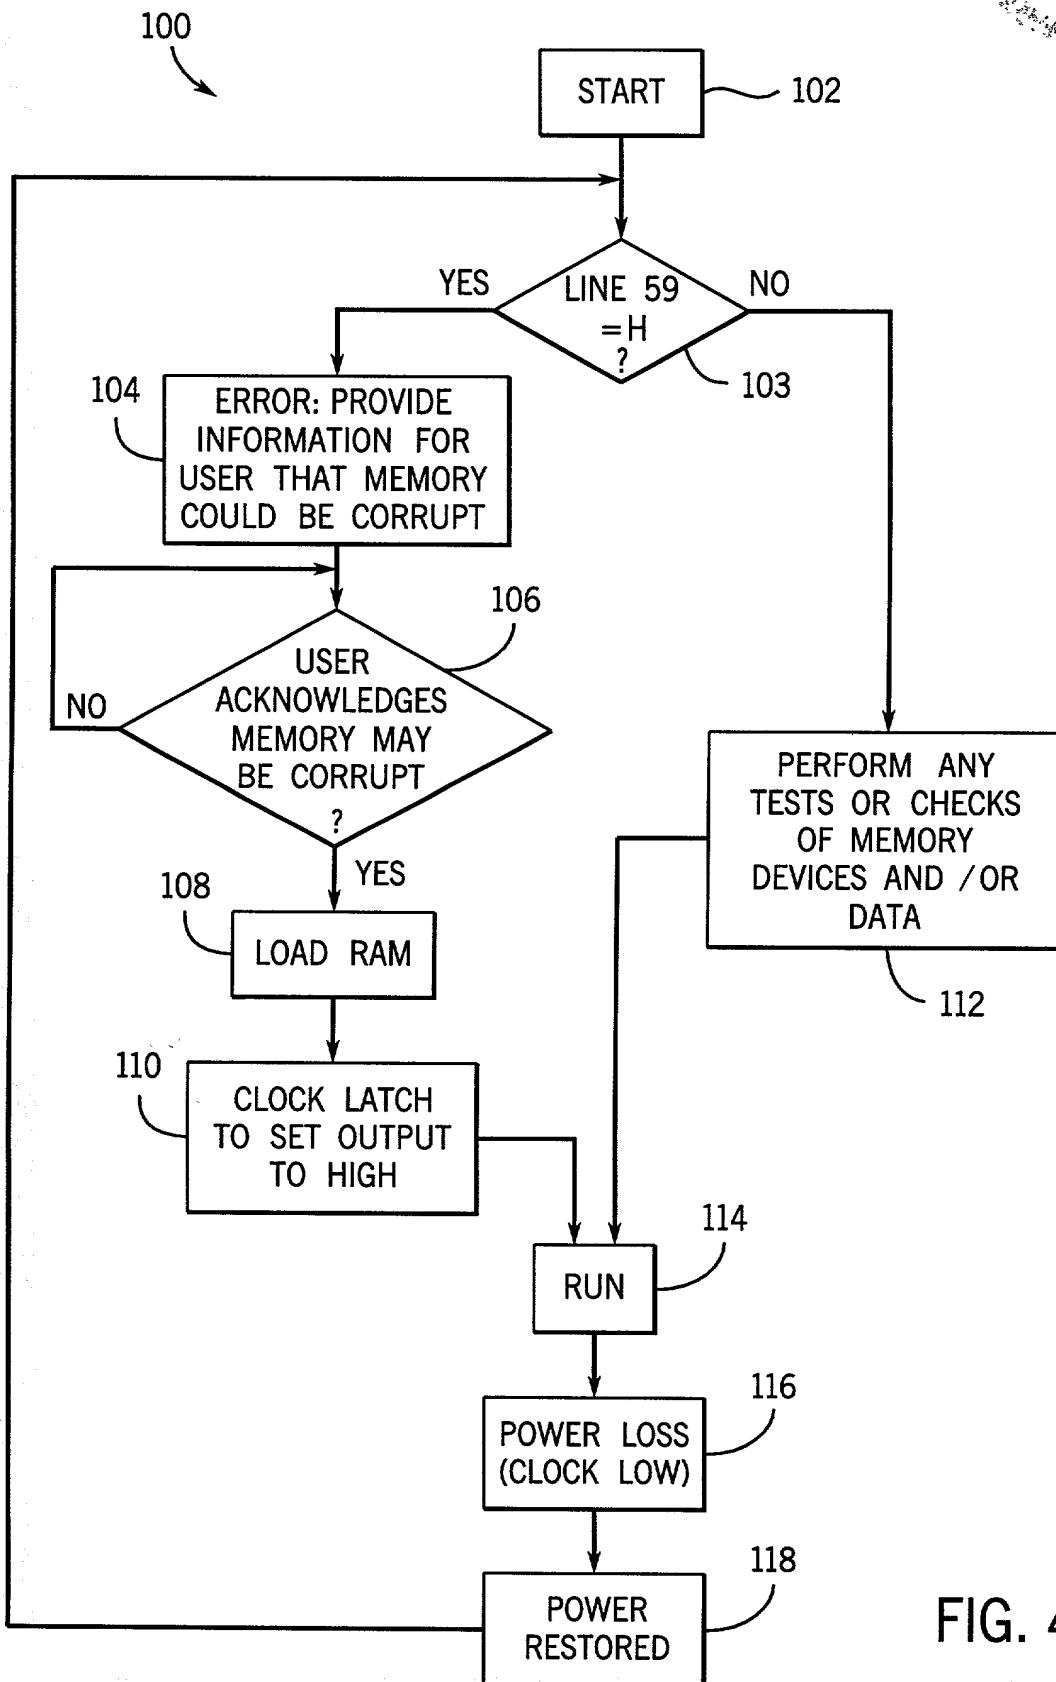 100
START
102
YES
LINE 59
NO
=H
?
103
104
ERROR: PROVIDE
INFORMATION FOR
USER THAT MEMORY
COULD BE CORRUPT
106
USER
ACKNOWLEDGES
MEMORY MAY
BE CORRUPT
?
NO
YES
PERFORM ANY
TESTS OR CHECKS
OF MEMORY
DEVICES AND /OR
DATA
112
108
LOAD RAM
110
CLOCK LATCH
TO SET OUTPUT
TO HIGH
114
RUN
116
POWER LOSS
(CLOCK LOW)
118
POWER
RESTORED
FIG. 4